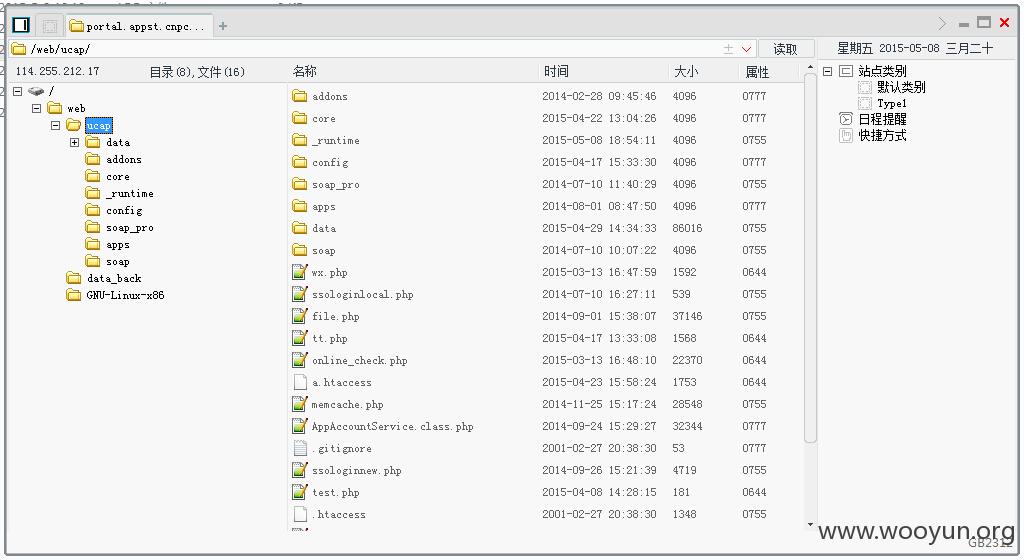 portal.appst.cnpc...
/web/ucap/
读取
星期五 2015-05-08 三月二十
114.255.212.17 目录(8),文件(16)
名称 时间 大小 属性
/
web
ucap
data
addons
core
_runtime
config
soap_pro
apps
soap
data_back
GNU-Linux-x86
addons 2014-02-28 09:45:46 4096 0777
core 2015-04-22 13:04:26 4096 0777
_runtime 2015-05-08 18:54:11 4096 0755
config 2015-04-17 15:33:30 4096 0777
soap_pro 2014-07-10 11:40:29 4096 0755
apps 2014-08-01 08:47:50 4096 0777
data 2015-04-29 14:34:33 86016 0755
soap 2014-07-10 10:07:22 4096 0755
wx.php 2015-03-13 16:47:59 1592 0644
ssologinlocal.php 2014-07-10 16:27:11 539 0755
file.php 2014-09-01 15:38:07 37146 0755
tt.php 2015-04-17 13:33:08 1568 0644
online_check.php 2015-03-13 16:48:10 22370 0644
a.htaccess 2015-04-23 15:58:24 1753 0644
memcache.php 2014-11-25 15:17:24 28548 0755
AppAccountService.class.php 2014-09-24 15:29:27 32344 0777
.gitignore 2001-02-27 20:38:30 53 0777
ssologinnew.php 2014-09-26 15:21:39 4719 0755
test.php 2015-04-08 14:28:15 181 0644
.htaccess 2001-02-27 20:38:30 1348 0755
站点类别
默认类别
Type1
日程提醒
快捷方式
www.wooyun.org
GB2312